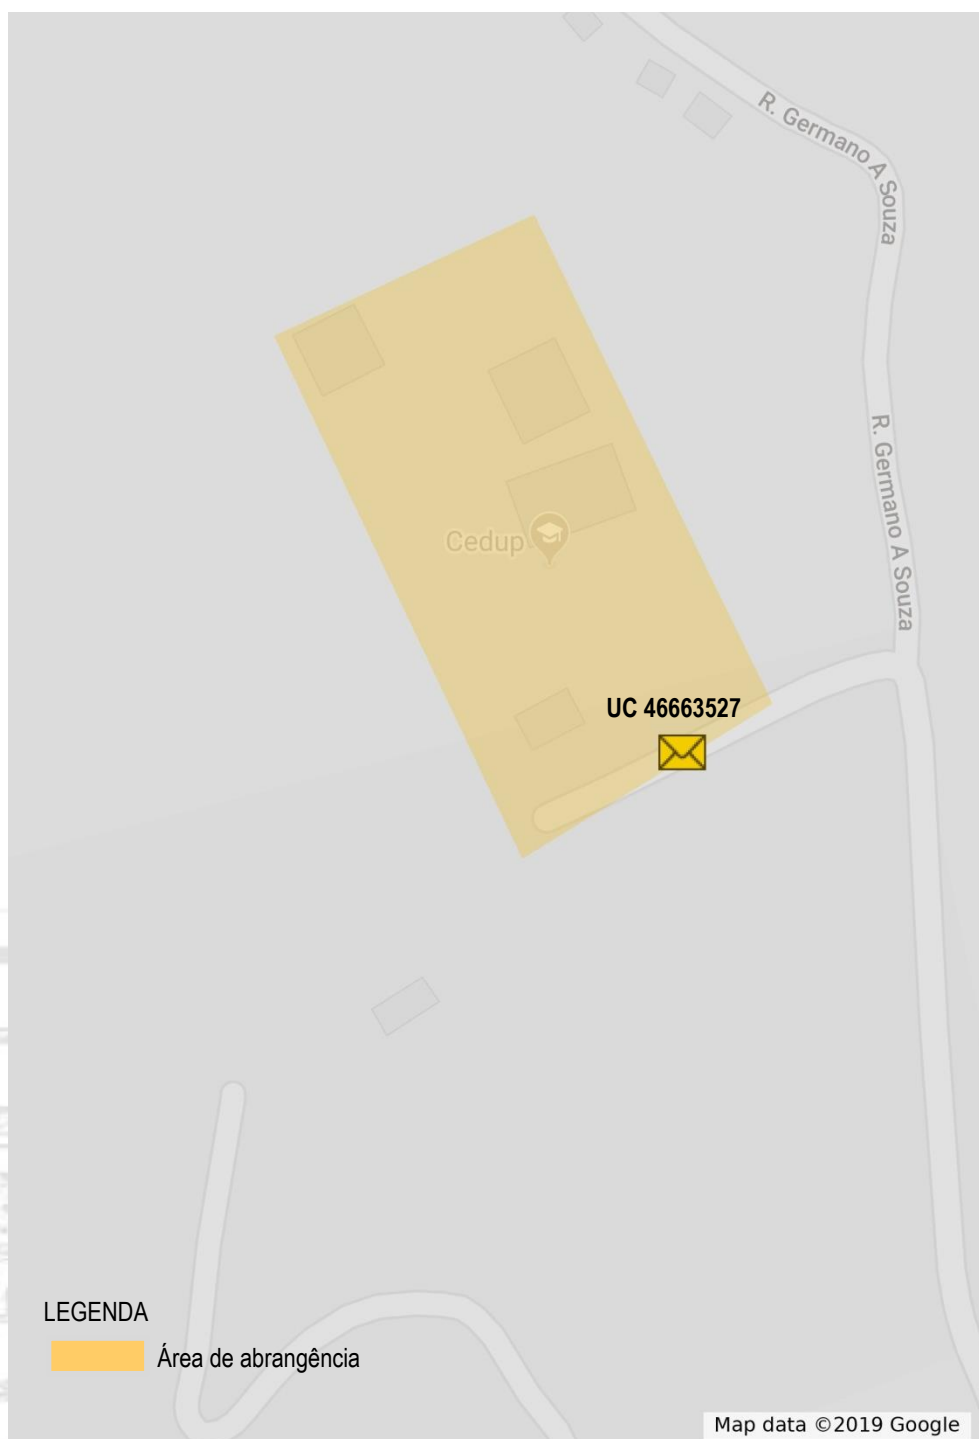 R. Germano A Souza
R. Germano A Souza
Cedup
UC 46663527
LEGENDA
Área de abrangência
Map data ©2019 Google